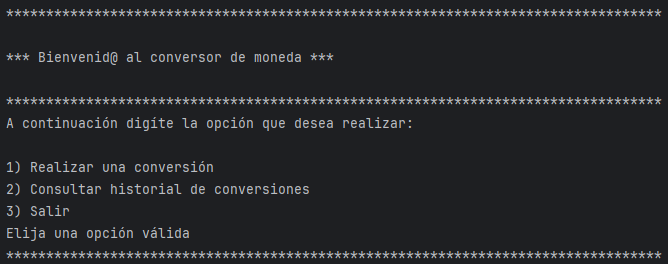 **********************************************************************************
*** Bienvenid@ al conversor de moneda ***
**********************************************************************************
A continuación digíte la opción que desea realizar:
1) Realizar una conversión
2) Consultar historial de conversiones
3) Salir
Elija una opción válida
**********************************************************************************